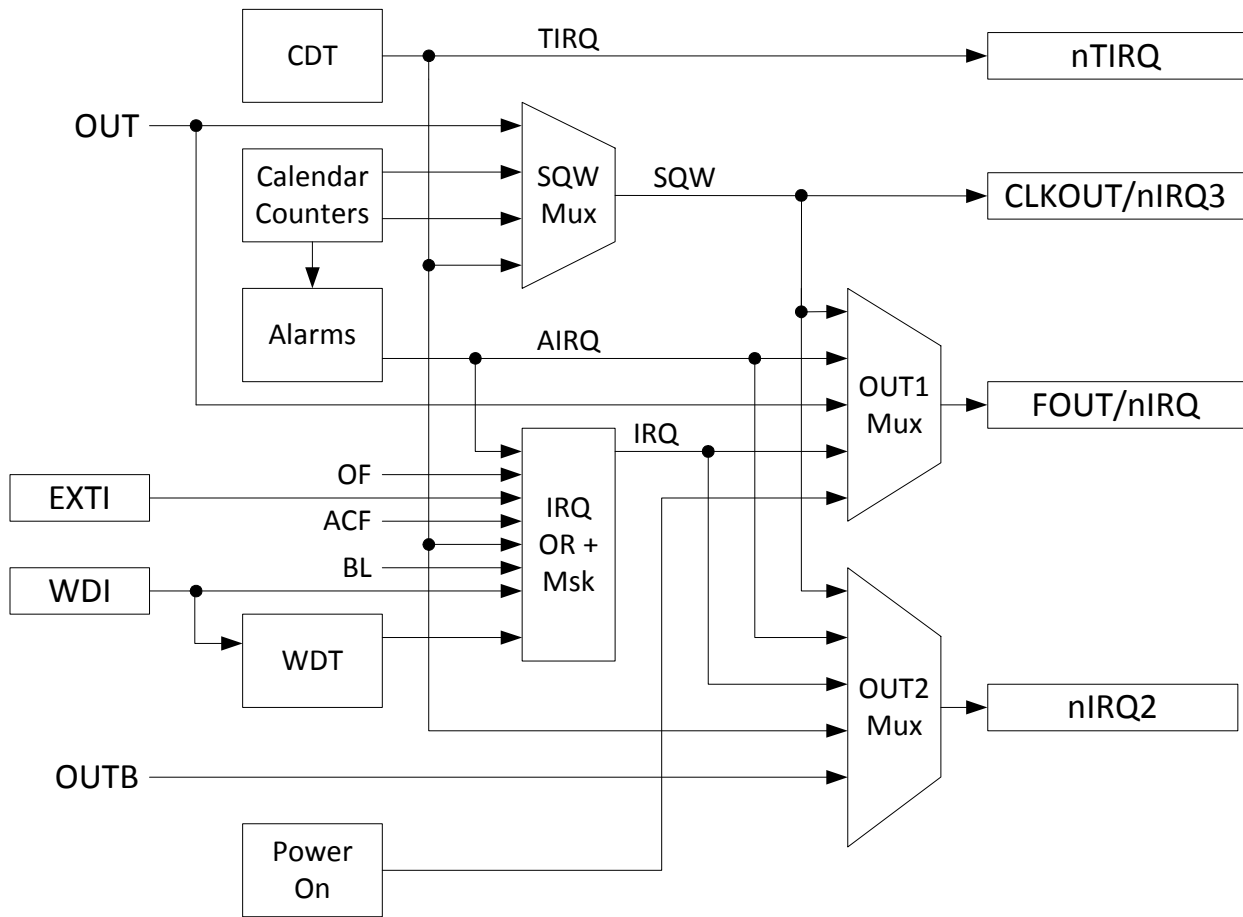 CDT
TIRQ
nTIRQ
OUT
Calendar
Counters
SQW
Mux
SQW
CLKOUT/nIRQ3
Alarms
AIRQ
OUT1
Mux
FOUT/nIRQ
IRQ
OF
EXTI
ACF
IRQ
OR +
Msk
BL
WDI
WDT
OUT2
Mux
nIRQ2
OUTB
Power
On